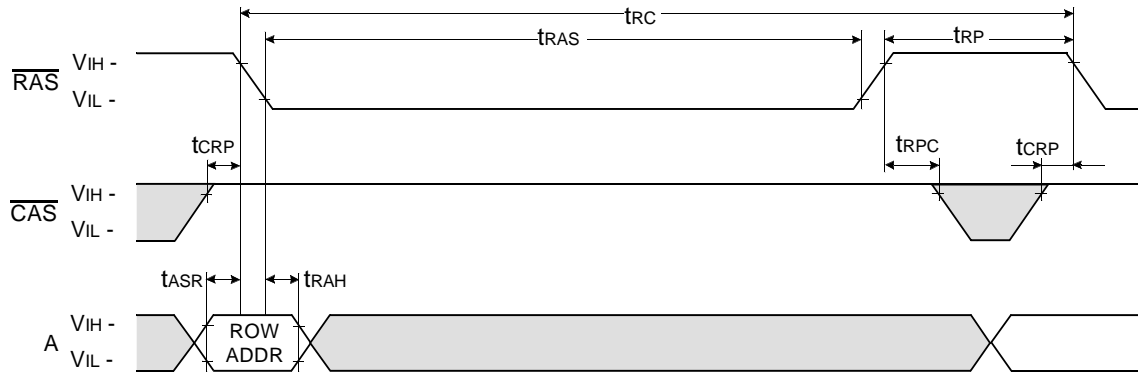 tRC
tRAS
tRP
RAS
VIH -
VIL -
tCRP
tRPC
tCRP
CAS
VIH -
VIL -
tASR
tRAH
A
VIH -
VIL -
ROW
ADDR